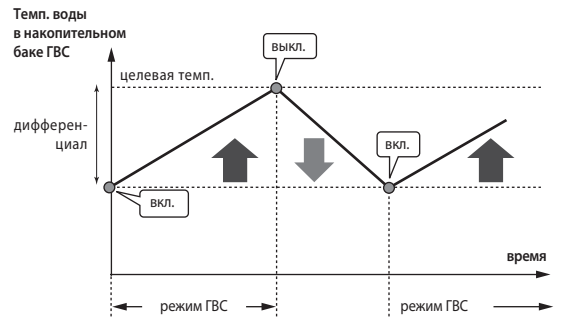 Темп. воды
в накопительном
баке ГВС
выкл.
целевая темп.
дифферен-
циал
вкл.
вкл.
время
режим ГВС
режим ГВС